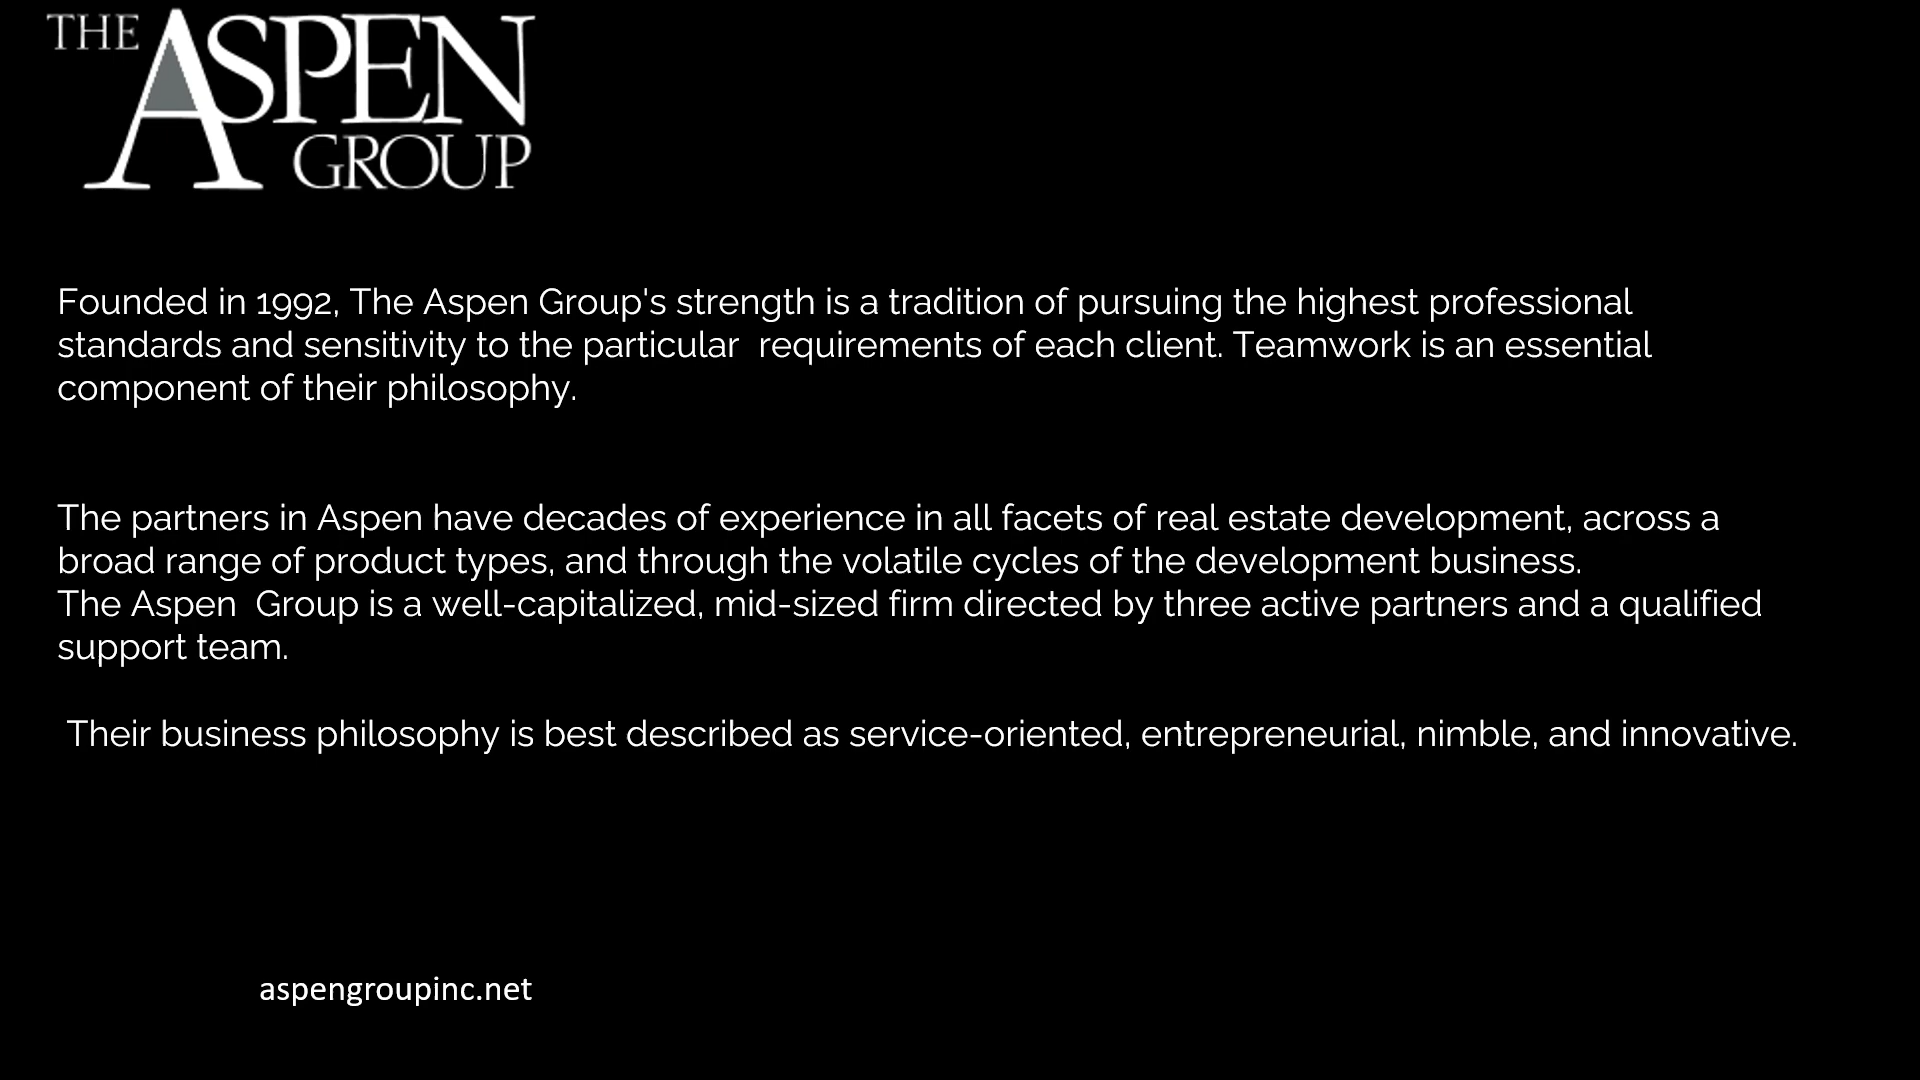 THE ASPEN
GROUP
Founded in 1992, The Aspen Group's strength is a tradition of pursuing the highest professional
standards and sensitivity to the particular  requirements of each client. Teamwork is an essential
component of their philosophy.
The partners in Aspen have decades of experience in all facets of real estate development, across a
broad range of product types, and through the volatile cycles of the development business.
The Aspen  Group is a well-capitalized, mid-sized firm directed by three active partners and a qualified
support team.
Their business philosophy is best described as service-oriented, entrepreneurial, nimble, and innovative.
aspengroupinc.net